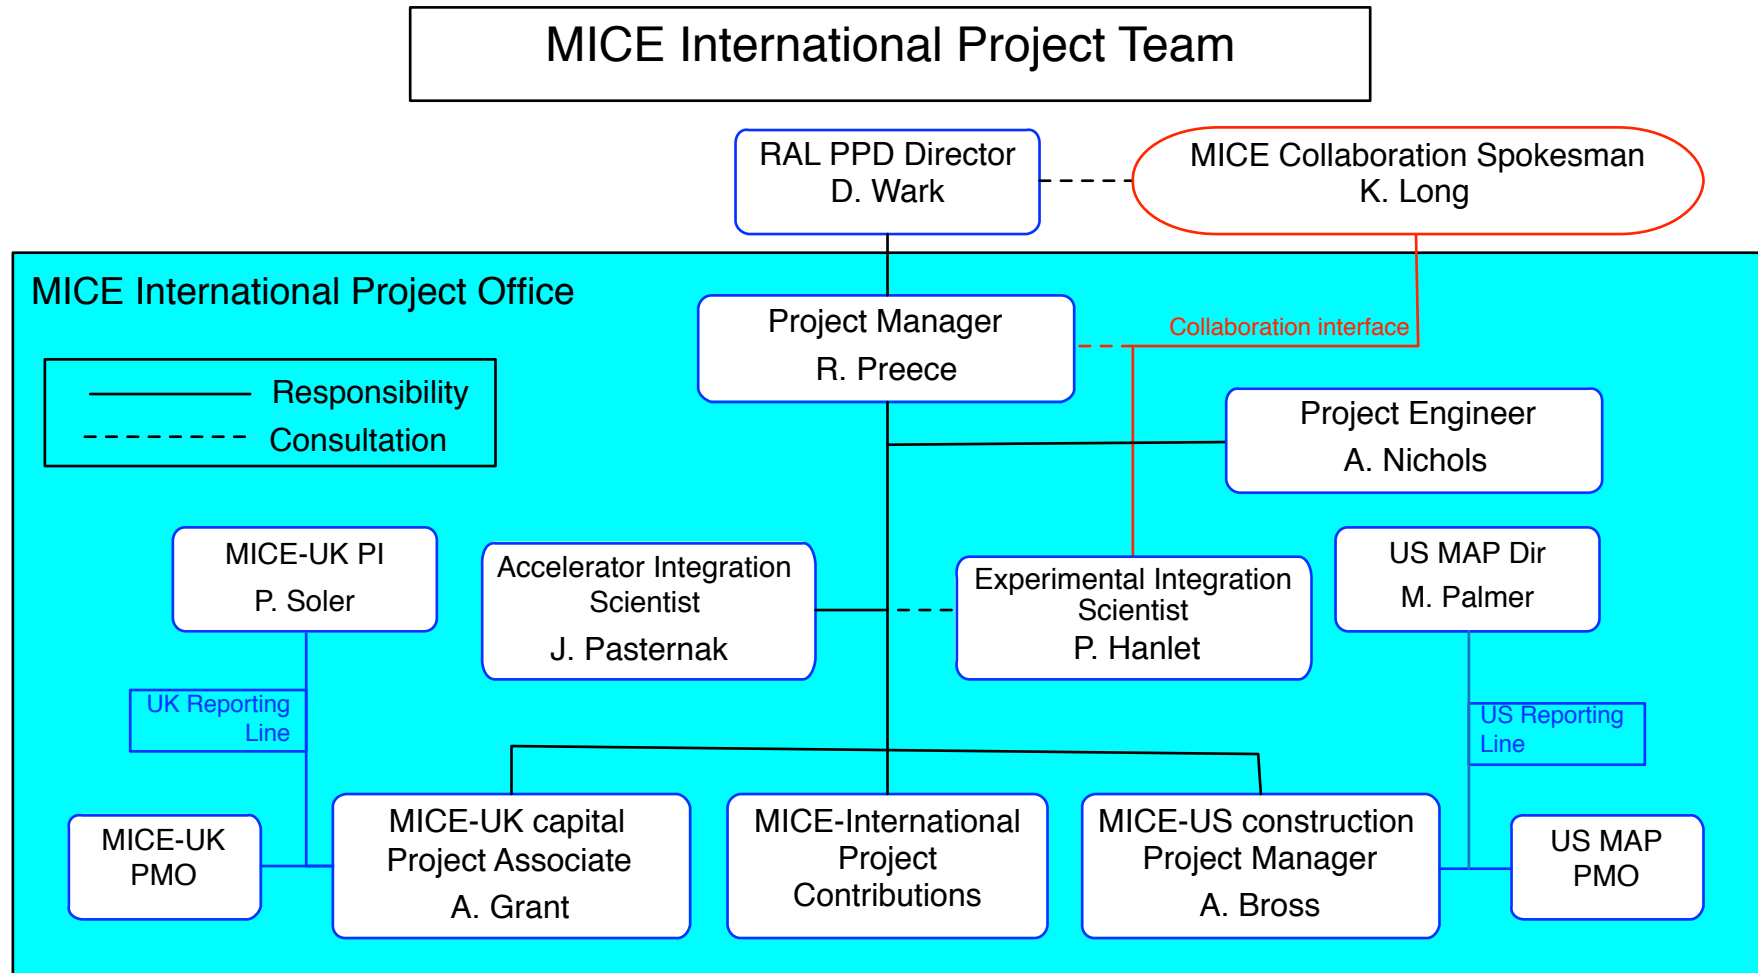 MICE International Project Team
RAL PPD Director
D. Wark
MICE Collaboration Spokesman
K. Long
MICE International Project Office
Project Manager
R. Preece
Collaboration interface
Responsibility
Consultation
Project Engineer
A. Nichols
MICE-UK PI
P. Soler
Accelerator Integration
Scientist
J. Pasternak
Experimental Integration
Scientist
P. Hanlet
US MAP Dir
M. Palmer
UK Reporting
Line
US Reporting
Line
MICE-UK
PMO
MICE-UK capital
Project Associate
A. Grant
MICE-International
Project
Contributions
MICE-US construction
Project Manager
A. Bross
US MAP
PMO